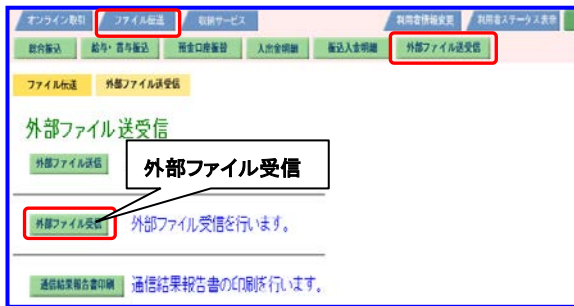 オンライン取引 ファイル伝送 収納サービス 利用者情報変更 利用者ステータス表示
総合振込 給与・賞与振込 預金口座振替 入出金明細 振込入金明細 外部ファイル送受信
ファイル伝送 外部ファイル送受信
外部ファイル送受信
外部ファイル送信
外部ファイル受信
外部ファイル受信 外部ファイル受信を行います。
通信結果報告書印刷 通信結果報告書の印刷を行います。